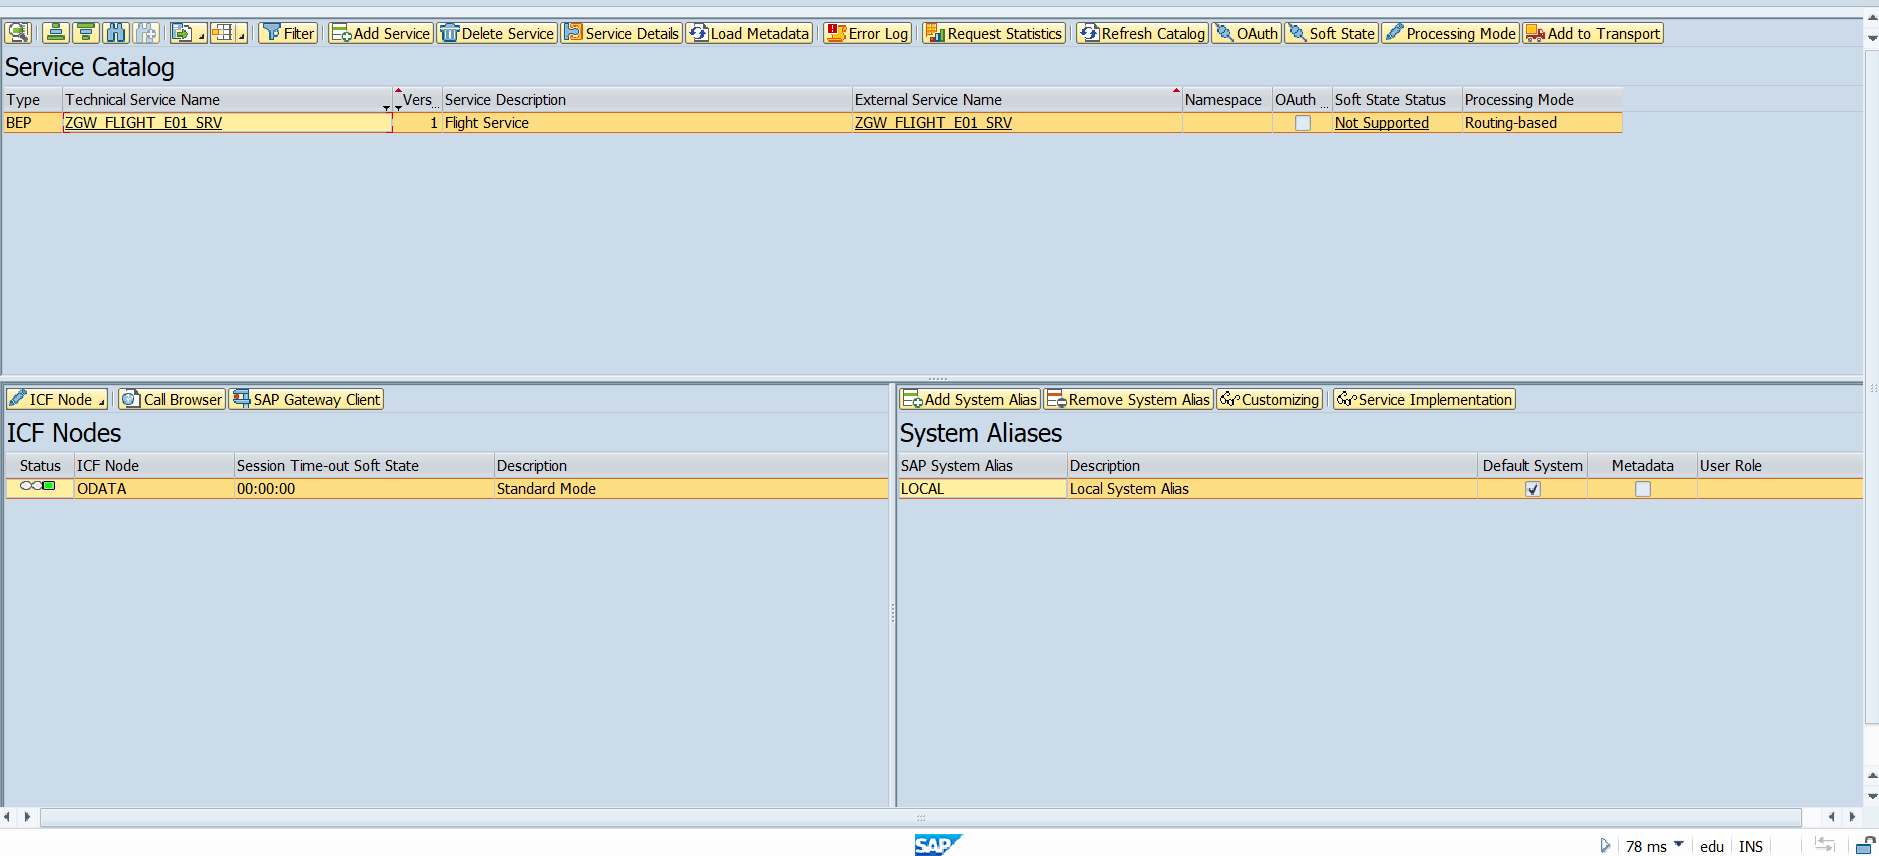 Filter Add Service Delete Service Service Details Load Metadata Error Log Request Statistics Refresh Catalog OAuth Soft State Processing Mode Add to Transport
Service Catalog
Type Technical Service Name Vers... Service Description External Service Name Namespace OAuth ... Soft State Status Processing Mode
BEP ZGW_FLIGHT_E01_SRV 1 Flight Service ZGW_FLIGHT_E01_SRV Not Supported Routing-based
ICF Node Call Browser SAP Gateway Client
ICF Nodes
Status ICF Node Session Time-out Soft State Description
ODATA 00:00:00 Standard Mode
Add System Alias Remove System Alias Customizing Service Implementation
System Aliases
SAP System Alias Description Default System Metadata User Role
LOCAL Local System Alias
SAP 78 ms edu INS